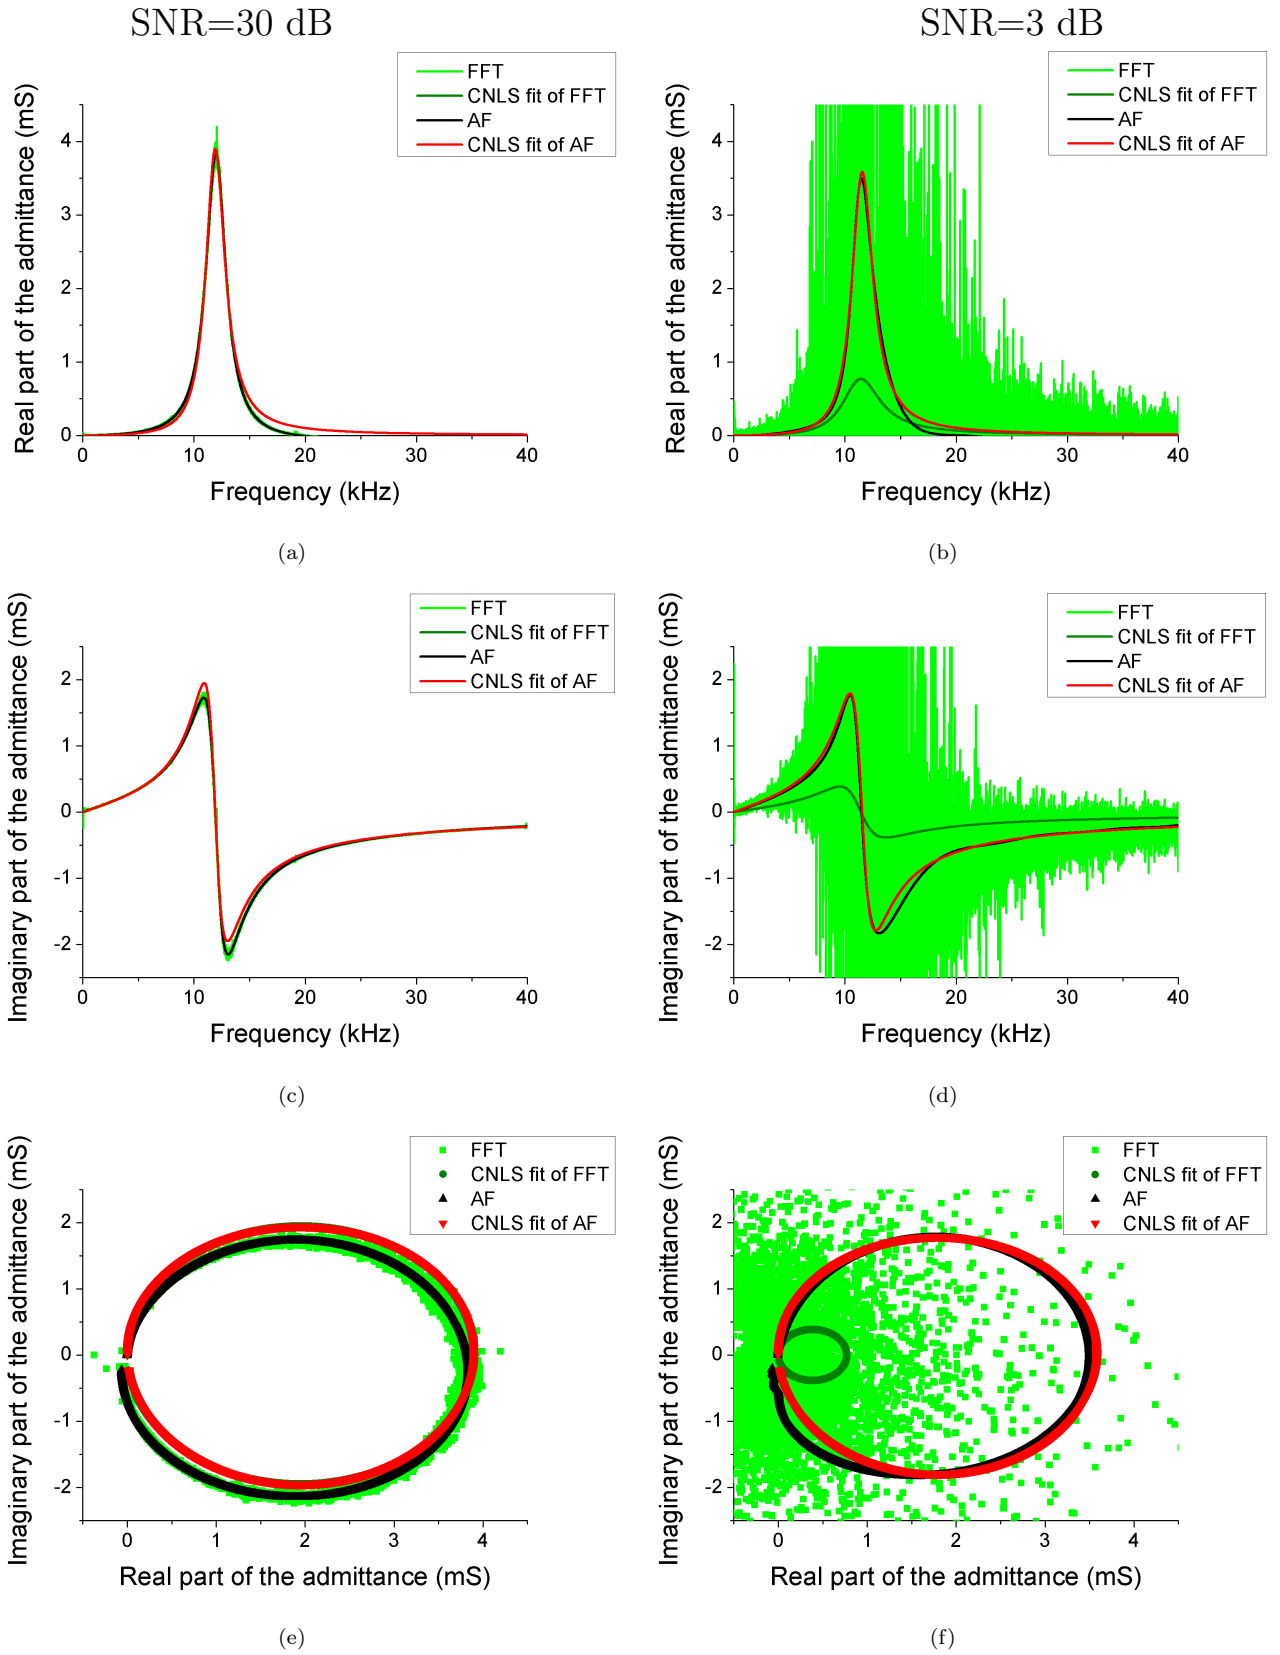 SNR=30 dB
SNR=3 dB
FFT
CNLS fit of FFT
AF
CNLS fit of AF
Real part of the admittance (mS)
4
3
2
1
0
0 10 20 30 40
Frequency (kHz)
(a)
FFT
CNLS fit of FFT
AF
CNLS fit of AF
Real part of the admittance (mS)
4
3
2
1
0
0 10 20 30 40
Frequency (kHz)
(b)
FFT
CNLS fit of FFT
AF
CNLS fit of AF
Imaginary part of the admittance (mS)
2
1
0
-1
-2
0 10 20 30 40
Frequency (kHz)
(c)
FFT
CNLS fit of FFT
AF
CNLS fit of AF
Imaginary part of the admittance (mS)
2
1
0
-1
-2
0 10 20 30 40
Frequency (kHz)
(d)
FFT
CNLS fit of FFT
AF
CNLS fit of AF
Imaginary part of the admittance (mS)
2
1
0
-1
-2
0 1 2 3 4
Real part of the admittance (mS)
(e)
FFT
CNLS fit of FFT
AF
CNLS fit of AF
Imaginary part of the admittance (mS)
2
1
0
-1
-2
0 1 2 3 4
Real part of the admittance (mS)
(f)